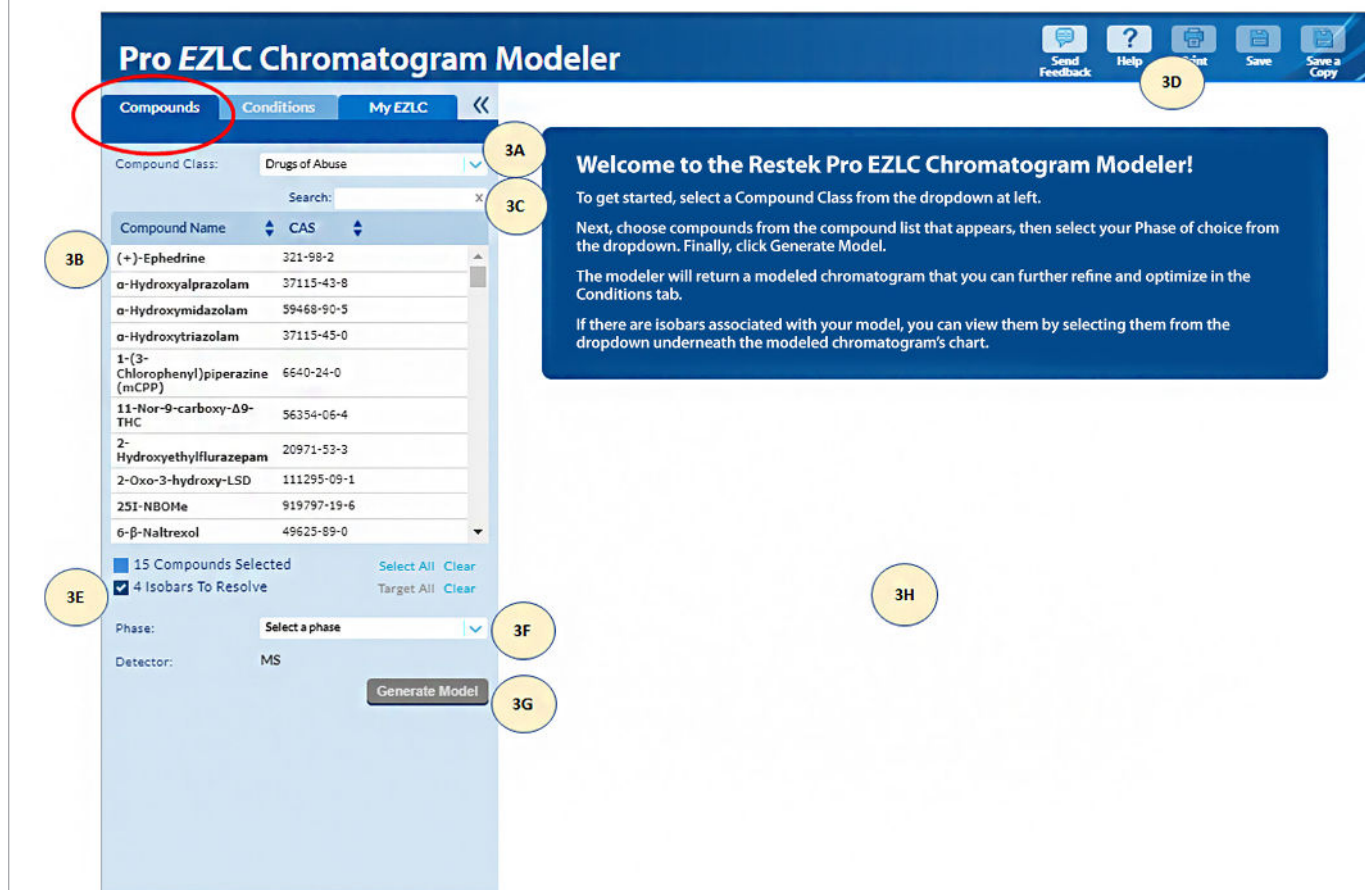 Pro EZLC Chromatogram Modeler
Send Feedback
Help
Print
Save
Save a Copy
3D
Compounds
Conditions
My EZLC
«
Compound Class:
Drugs of Abuse
3A
Search:
x
3C
Compound Name CAS
3B
(+)-Ephedrine 321-98-2
α-Hydroxyalprazolam 37115-43-8
α-Hydroxymidazolam 59468-90-5
α-Hydroxytriazolam 37115-45-0
1-(3-
Chlorophenyl)piperazine 6640-24-0
(mCPP)
11-Nor-9-carboxy-Δ9-
THC 56354-06-4
2-
Hydroxyethylflurazepam 20971-53-3
2-Oxo-3-hydroxy-LSD 111295-09-1
25I-NBOMe 919797-19-6
6-β-Naltrexol 49625-89-0
15 Compounds Selected Select All Clear
4 Isobars To Resolve Target All Clear
3E
Phase:
Select a phase
3F
Detector:
MS
Generate Model
3G
Welcome to the Restek Pro EZLC Chromatogram Modeler!
To get started, select a Compound Class from the dropdown at left.
Next, choose compounds from the compound list that appears, then select your Phase of choice from
the dropdown. Finally, click Generate Model.
The modeler will return a modeled chromatogram that you can further refine and optimize in the
Conditions tab.
If there are isobars associated with your model, you can view them by selecting them from the
dropdown underneath the modeled chromatogram's chart.
3H